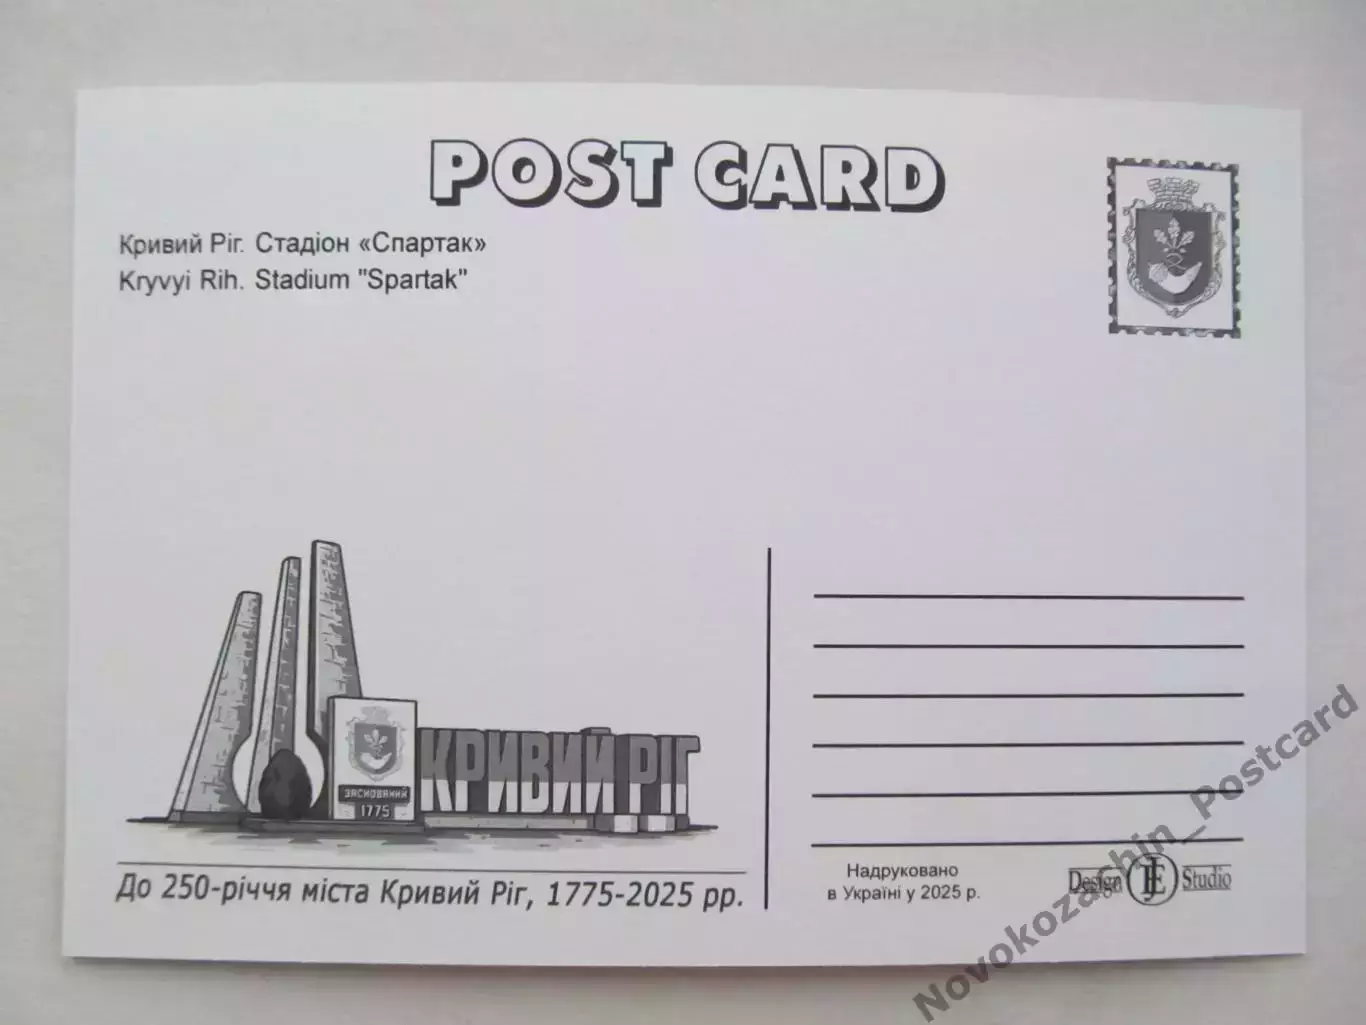 POST CARD
Кривий Ріг. Стадіон «Спартак»
Kryvyi Rih. Stadium "Spartak"
ЗАСНОВАНИЙ
1775
КРИВИЙ РІГ
До 250-річчя міста Кривий Ріг, 1775-2025 рр.
Надруковано
в Україні у 2025 р.
Design JE Studio
Novokozachin_Postcard